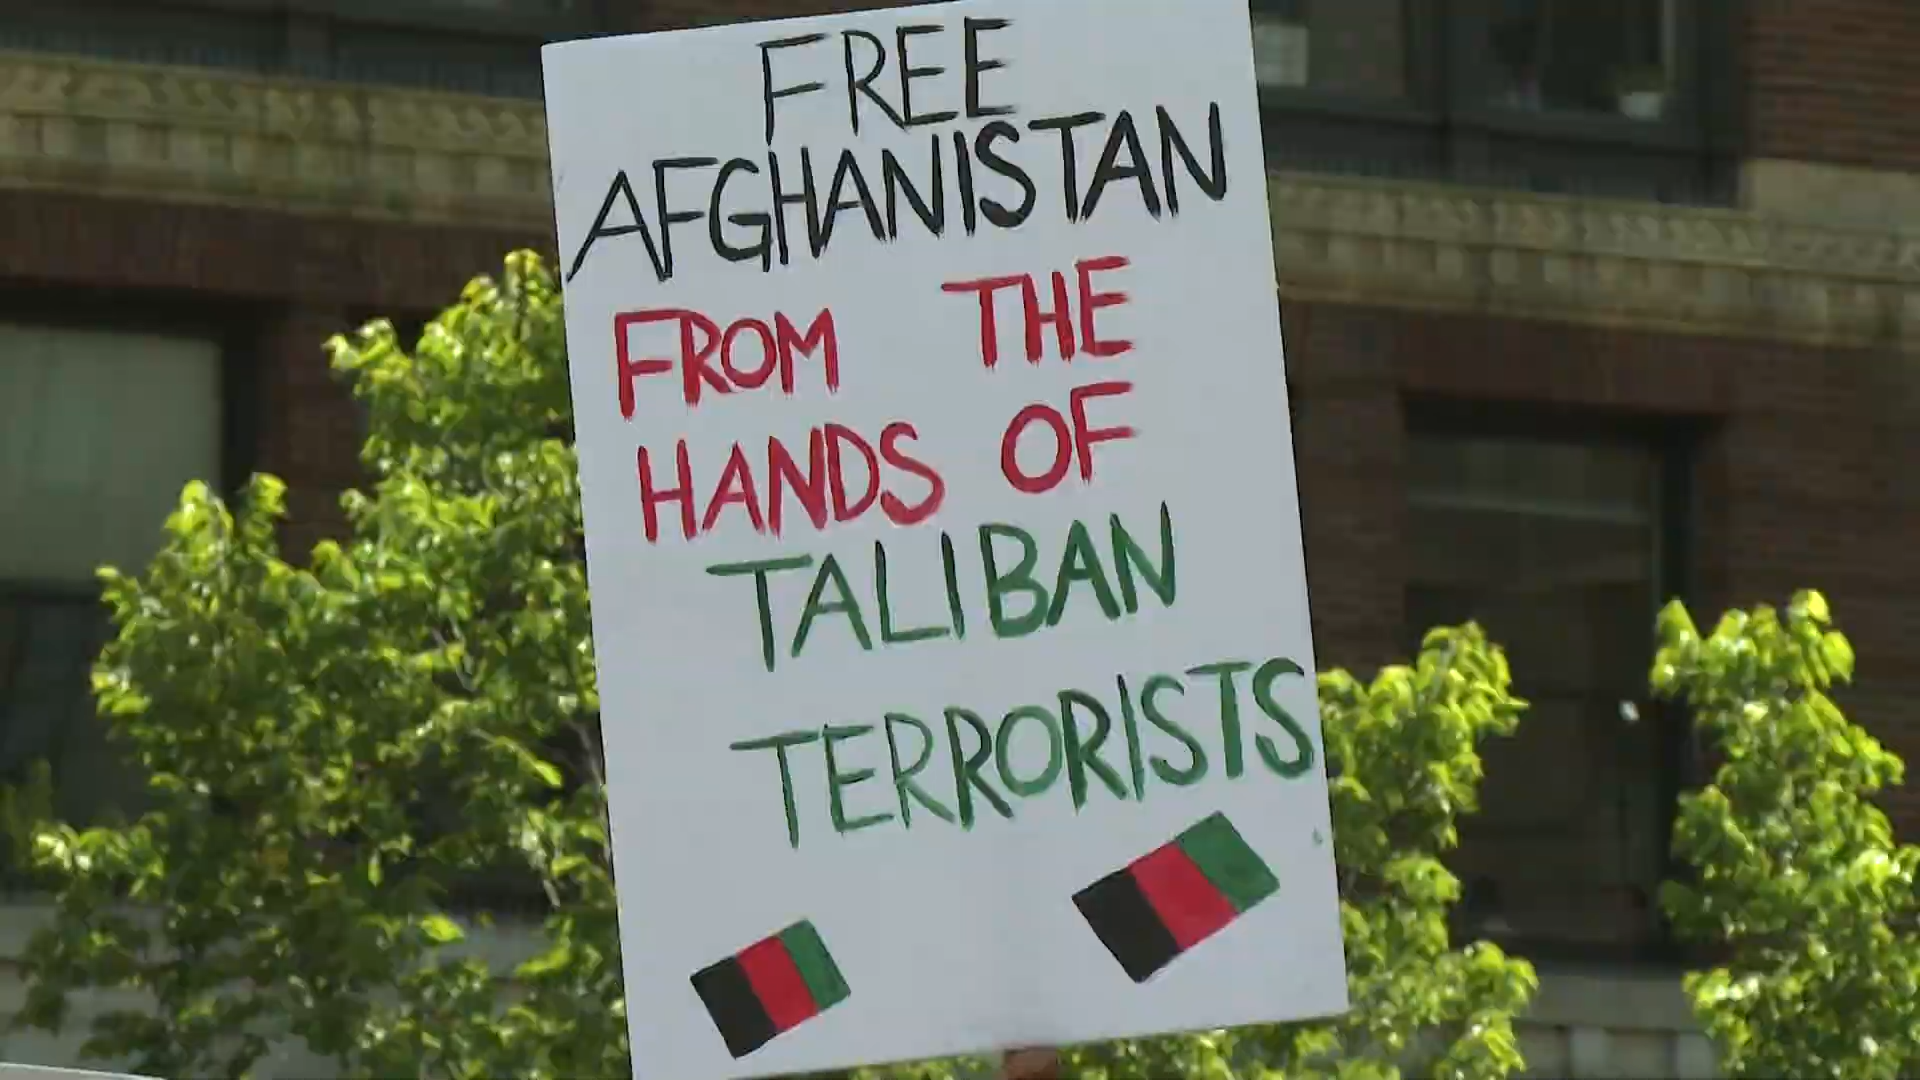 FREE
AFGHANISTAN
FROM THE
HANDS OF
TALIBAN
TERRORISTS